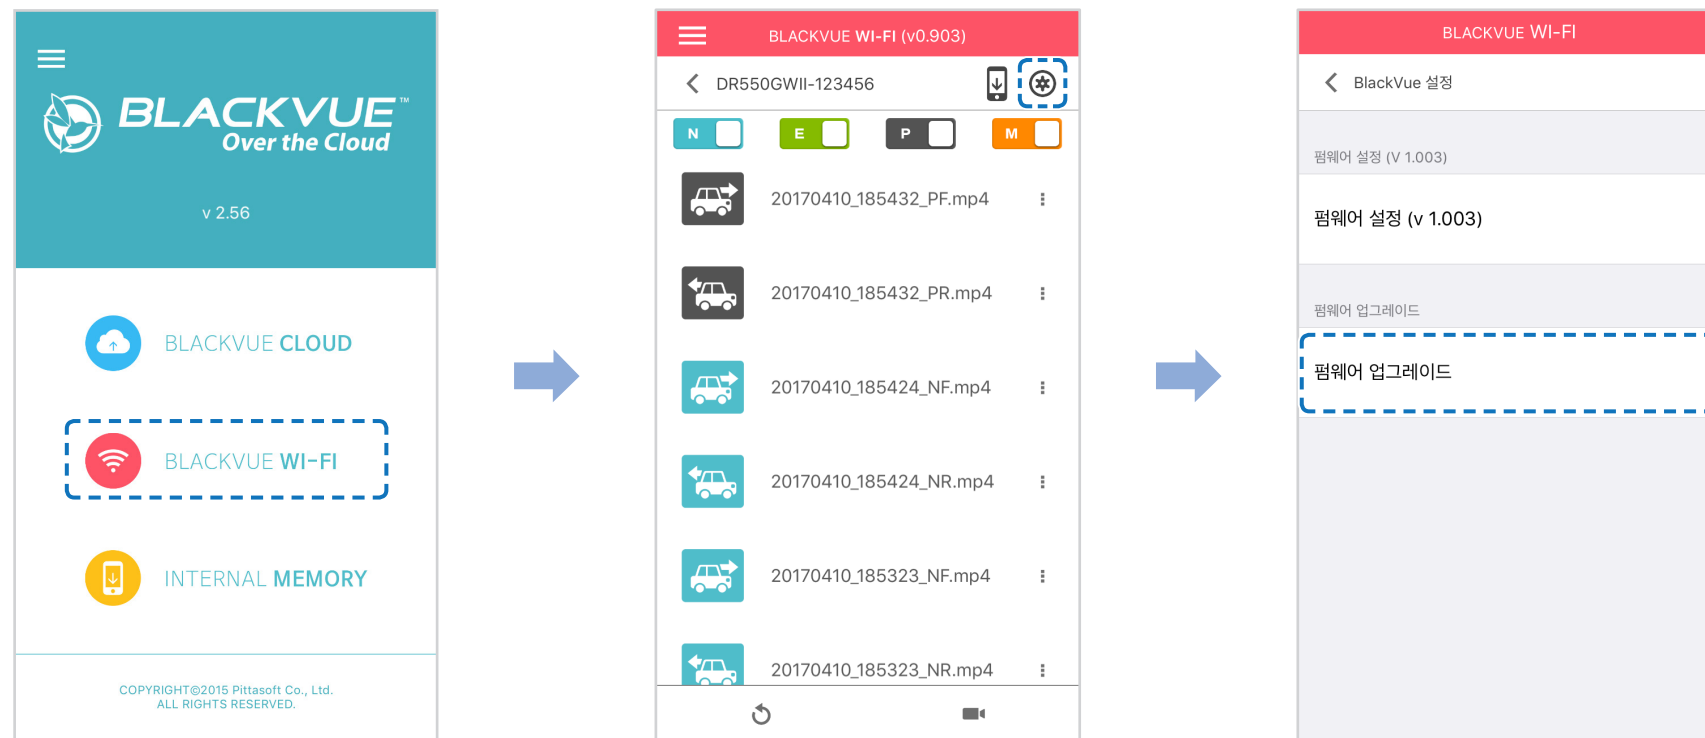 BLACKVUE™
Over the Cloud
v 2.56
BLACKVUE CLOUD
BLACKVUE WI-FI
INTERNAL MEMORY
COPYRIGHT©2015 Pittasoft Co., Ltd.
ALL RIGHTS RESERVED.
BLACKVUE WI-FI (v0.903)
DR550GWII-123456
N E P M
20170410_185432_PF.mp4
20170410_185432_PR.mp4
20170410_185424_NF.mp4
20170410_185424_NR.mp4
20170410_185323_NF.mp4
20170410_185323_NR.mp4
BLACKVUE WI-FI
BlackVue 설정
펌웨어 설정 (V 1.003)
펌웨어 설정 (v 1.003)
펌웨어 업그레이드
펌웨어 업그레이드